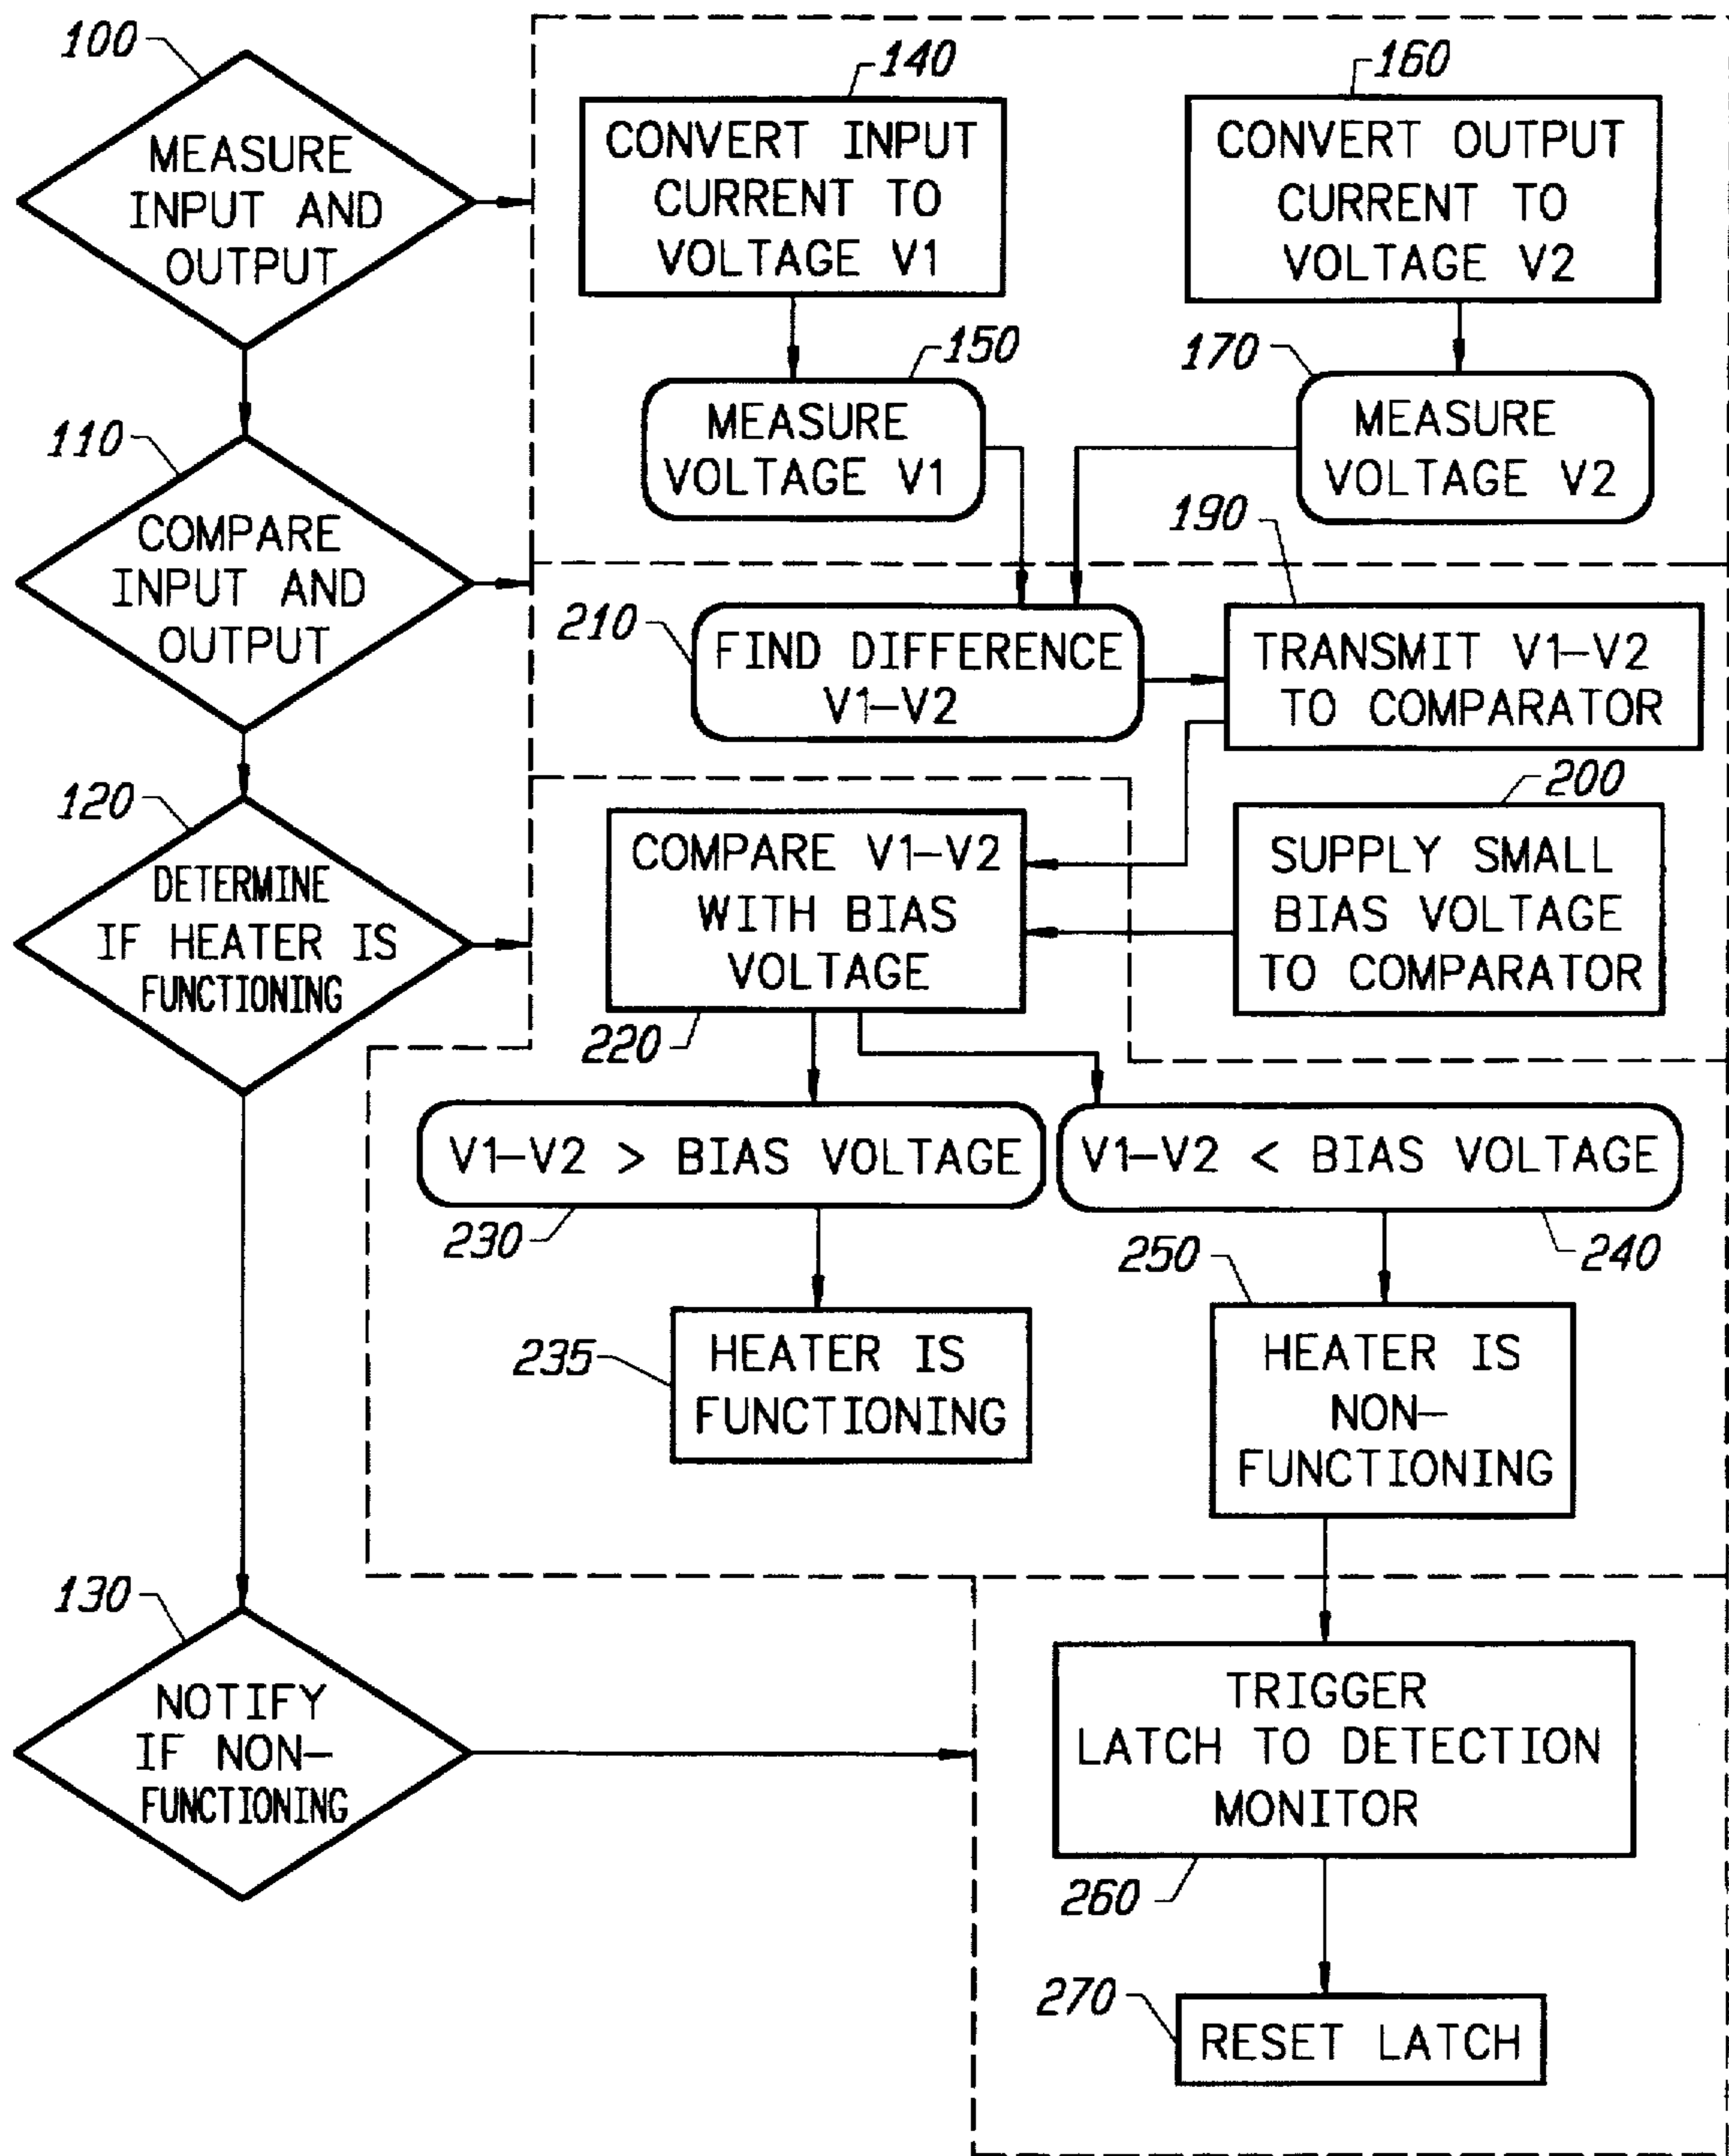 100
MEASURE
INPUT AND
OUTPUT
140
CONVERT INPUT
CURRENT TO
VOLTAGE V1
160
CONVERT OUTPUT
CURRENT TO
VOLTAGE V2
150
MEASURE
VOLTAGE V1
170
MEASURE
VOLTAGE V2
110
COMPARE
INPUT AND
OUTPUT
210
FIND DIFFERENCE
V1–V2
190
TRANSMIT V1–V2
TO COMPARATOR
120
DETERMINE
IF HEATER IS
FUNCTIONING
COMPARE V1–V2
WITH BIAS
VOLTAGE
220
200
SUPPLY SMALL
BIAS VOLTAGE
TO COMPARATOR
V1–V2 > BIAS VOLTAGE
230
V1–V2 < BIAS VOLTAGE
240
235
HEATER IS
FUNCTIONING
250
HEATER IS
NON–
FUNCTIONING
130
NOTIFY
IF NON–
FUNCTIONING
TRIGGER
LATCH TO DETECTION
MONITOR
260
270
RESET LATCH